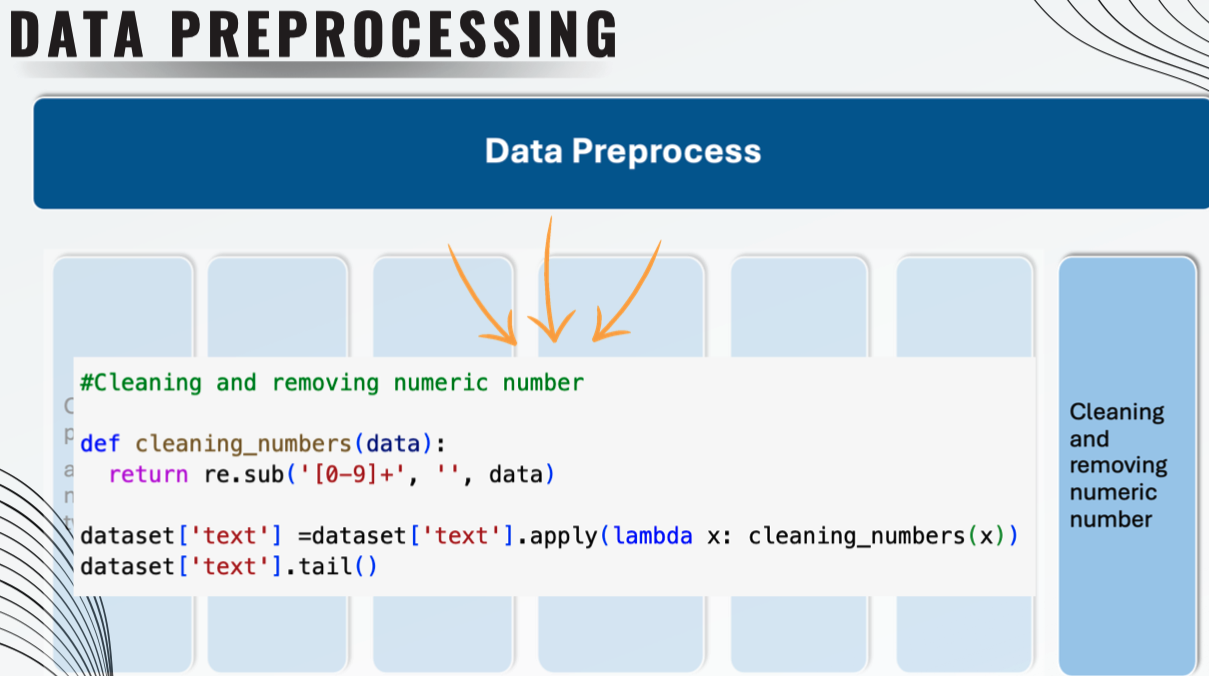 DATA PREPROCESSING
Data Preprocess
#Cleaning and removing numeric number
def cleaning_numbers(data):
  return re.sub('[0-9]+', '', data)
dataset['text'] =dataset['text'].apply(lambda x: cleaning_numbers(x))
dataset['text'].tail()
Cleaning
and
removing
numeric
number